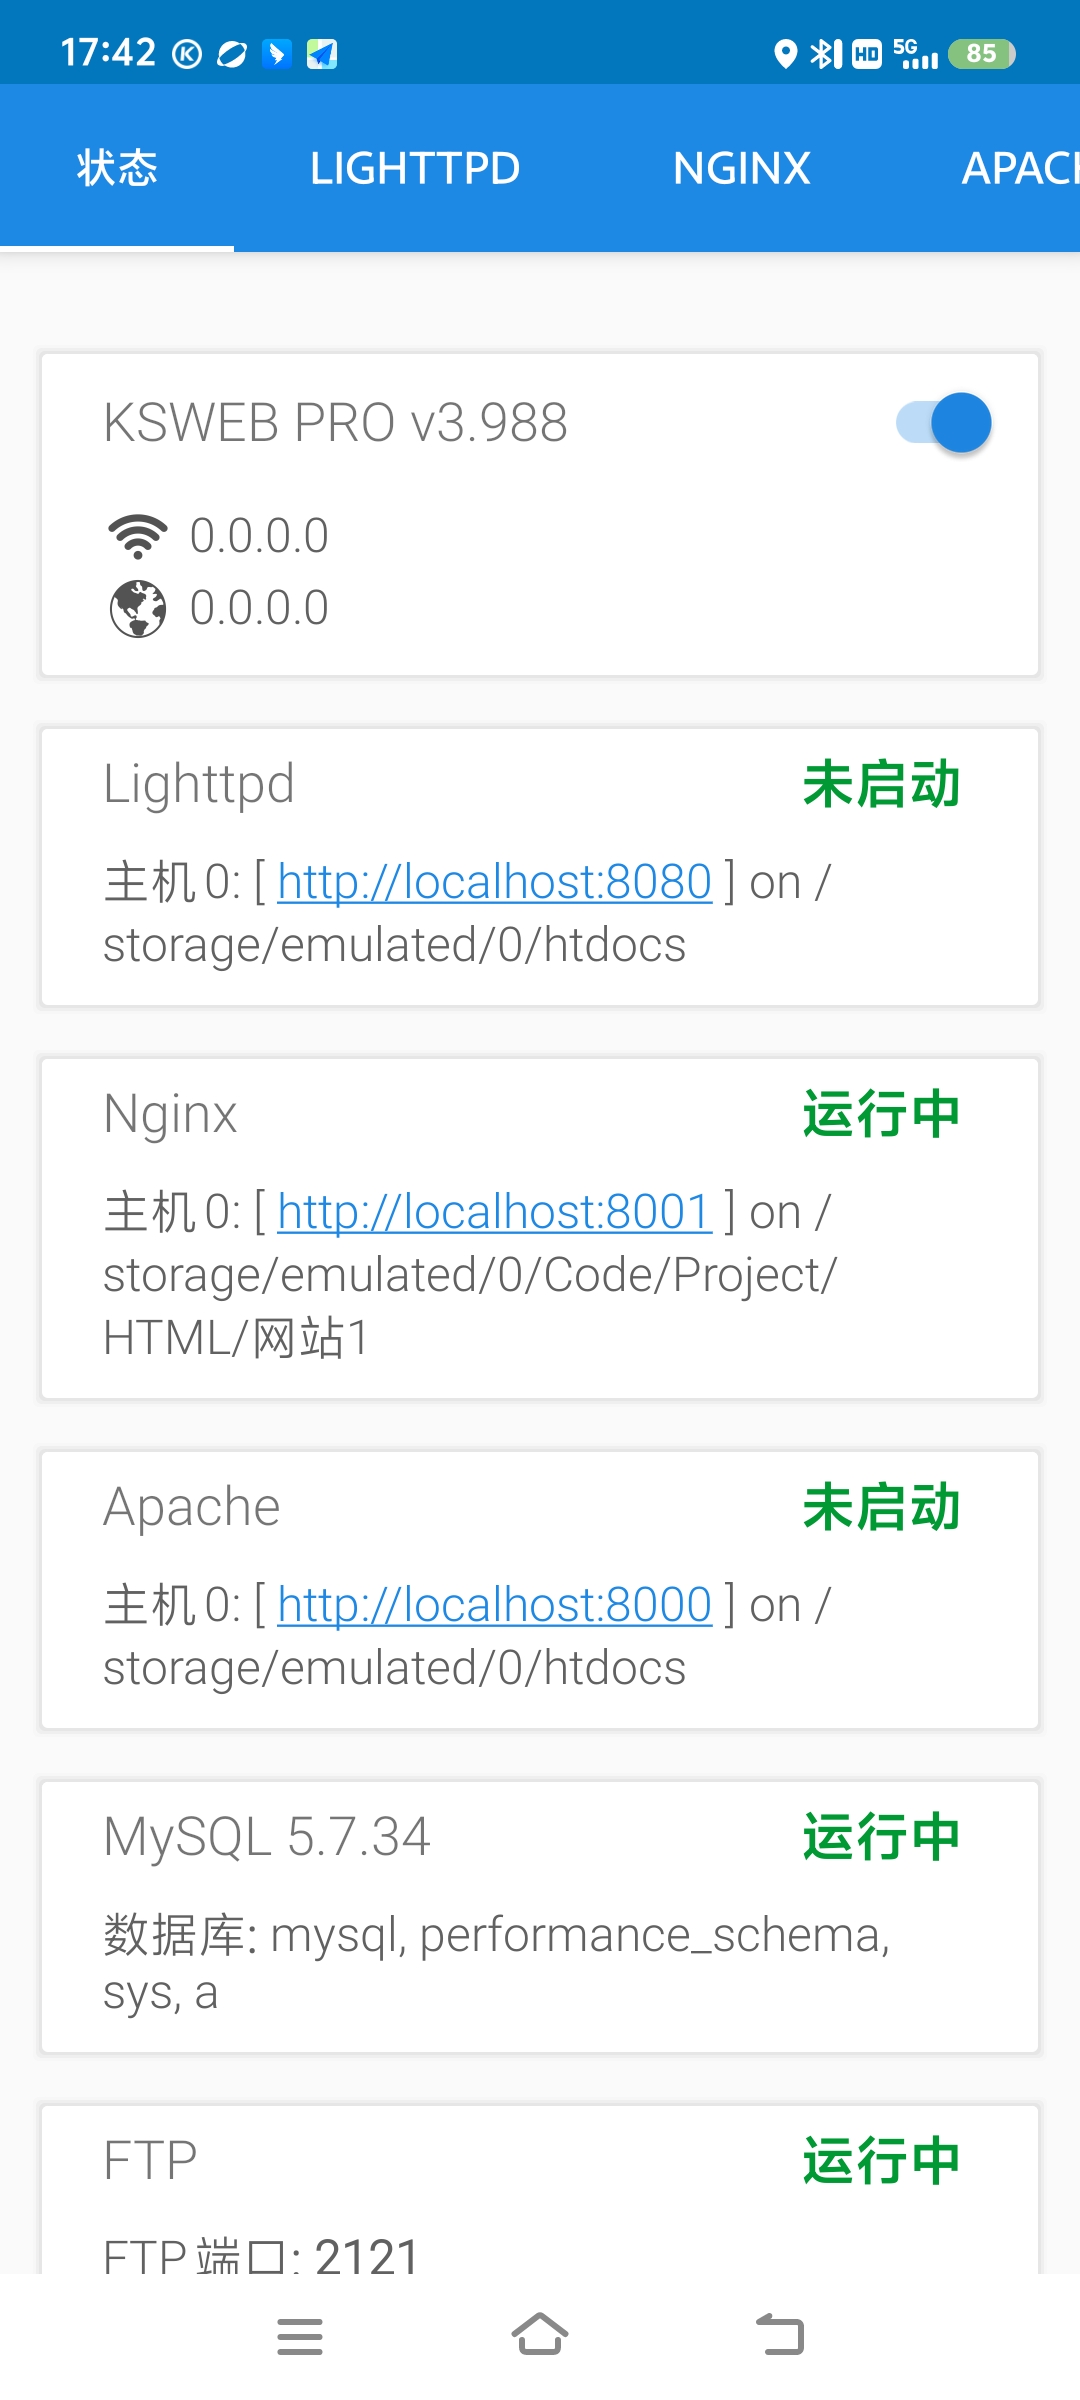 17:42
HD 5G 85
状态 LIGHTTPD NGINX APACH
KSWEB PRO v3.988
0.0.0.0
0.0.0.0
Lighttpd 未启动
主机 0: [ http://localhost:8080 ] on /
storage/emulated/0/htdocs
Nginx 运行中
主机 0: [ http://localhost:8001 ] on /
storage/emulated/0/Code/Project/
HTML/网站1
Apache 未启动
主机 0: [ http://localhost:8000 ] on /
storage/emulated/0/htdocs
MySQL 5.7.34 运行中
数据库: mysql, performance_schema,
sys, a
FTP 运行中
FTP 端口: 2121